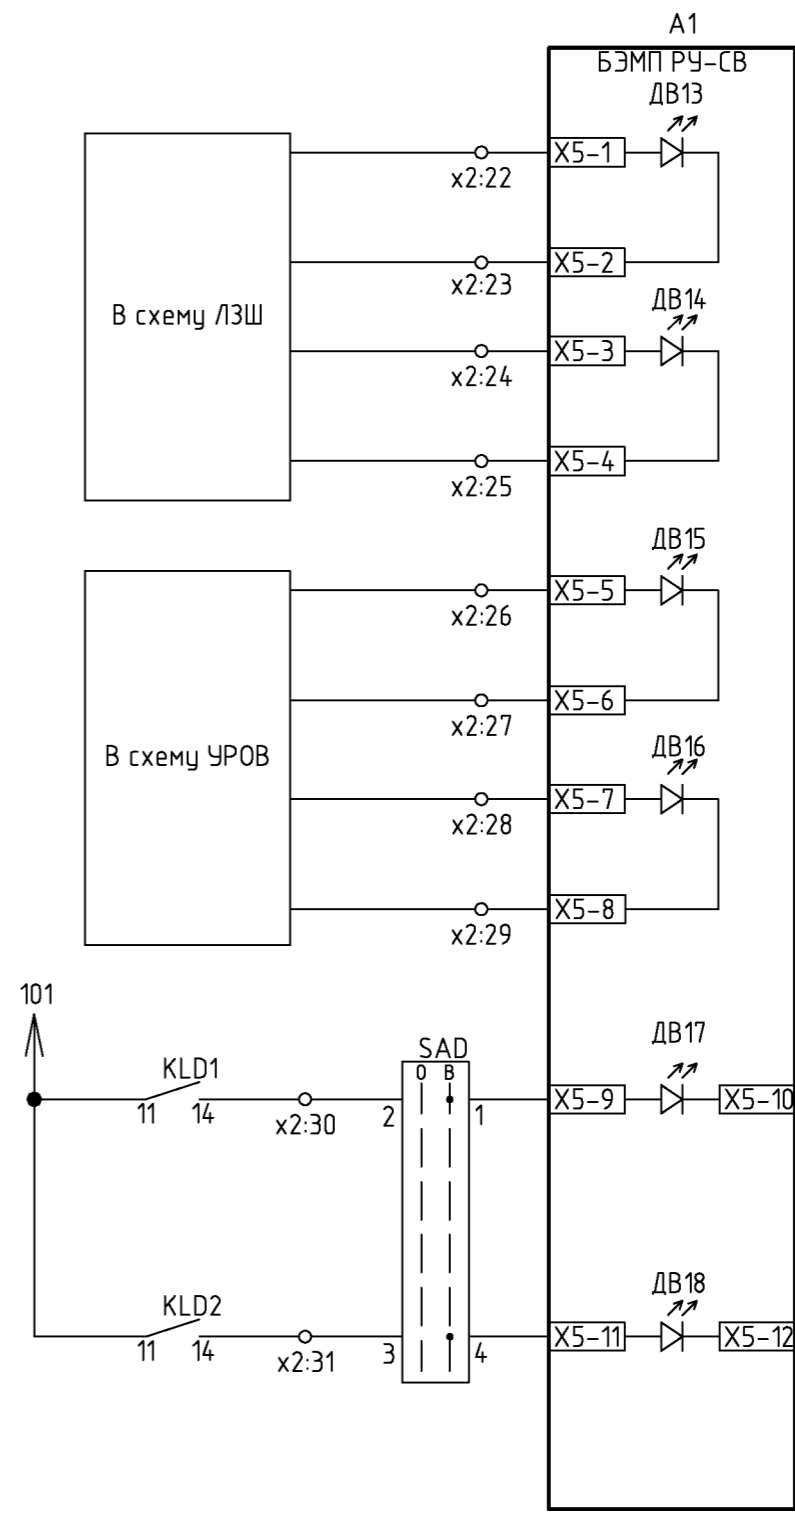 А1
БЭМП РУ-СВ
ДВ13
X5-1
x2:22
X5-2
x2:23
В схему ЛЗШ
ДВ14
X5-3
x2:24
X5-4
x2:25
ДВ15
X5-5
x2:26
X5-6
x2:27
В схему УРОВ
ДВ16
X5-7
x2:28
X5-8
x2:29
101
ДВ17
SAD
О В
KLD1
11 14
x2:30
2
1
X5-9
X5-10
ДВ18
KLD2
11 14
x2:31
3
4
X5-11
X5-12